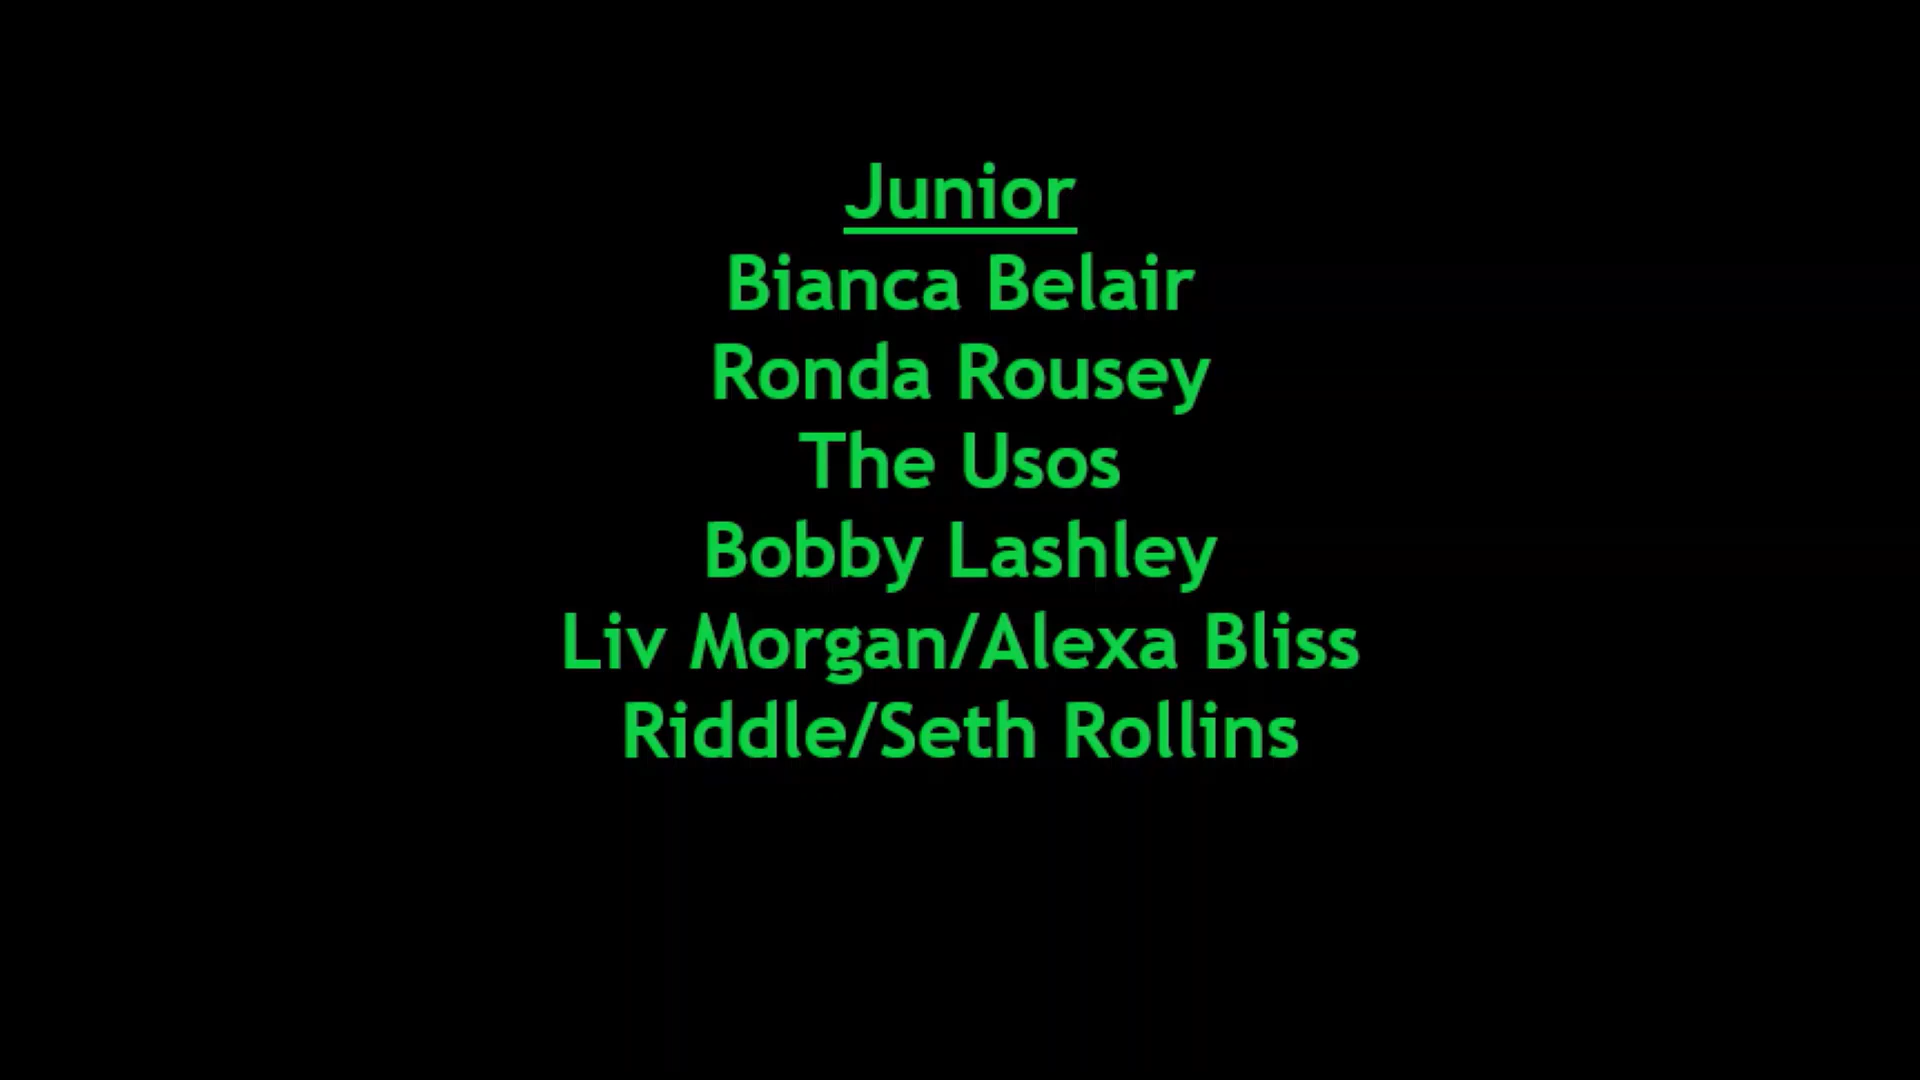 Junior
Bianca Belair
Ronda Rousey
The Usos
Bobby Lashley
Liv Morgan/Alexa Bliss
Riddle/Seth Rollins